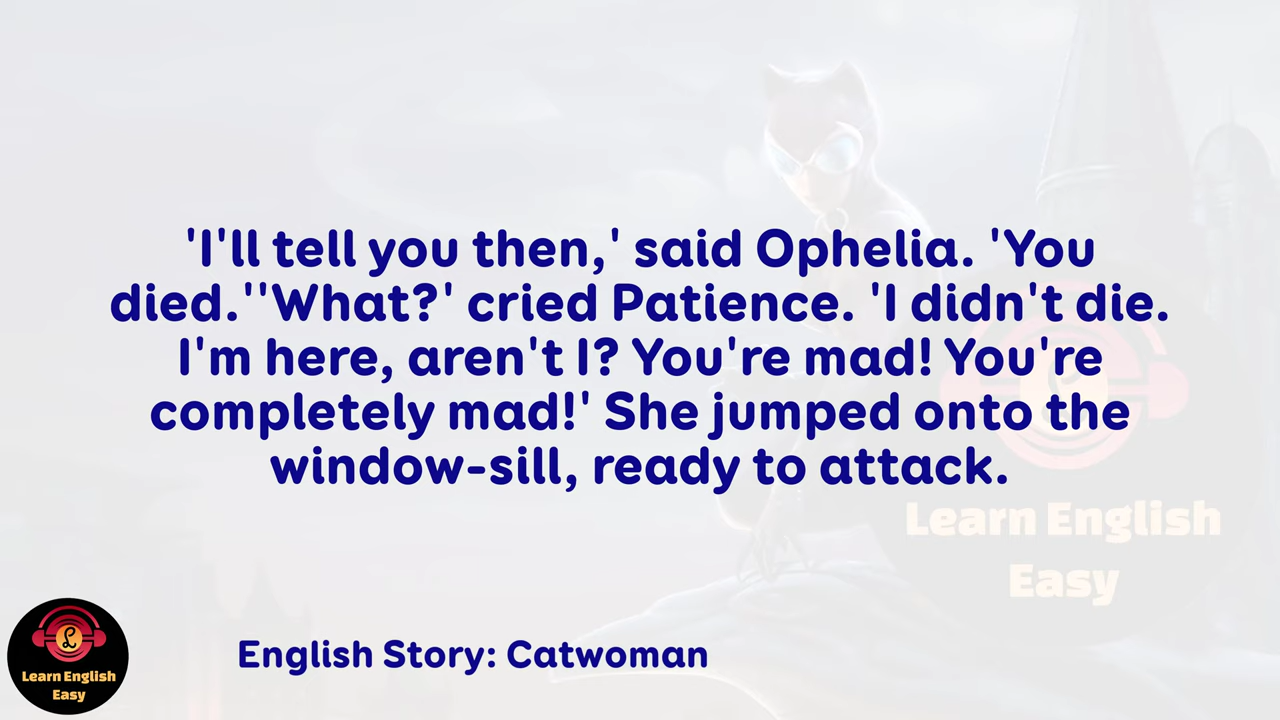 'I'll tell you then,' said Ophelia. 'You
died.''What?' cried Patience. 'I didn't die.
I'm here, aren't I? You're mad! You're
completely mad!' She jumped onto the
window-sill, ready to attack.
Learn English
Easy
English Story: Catwoman
L
Learn English
Easy